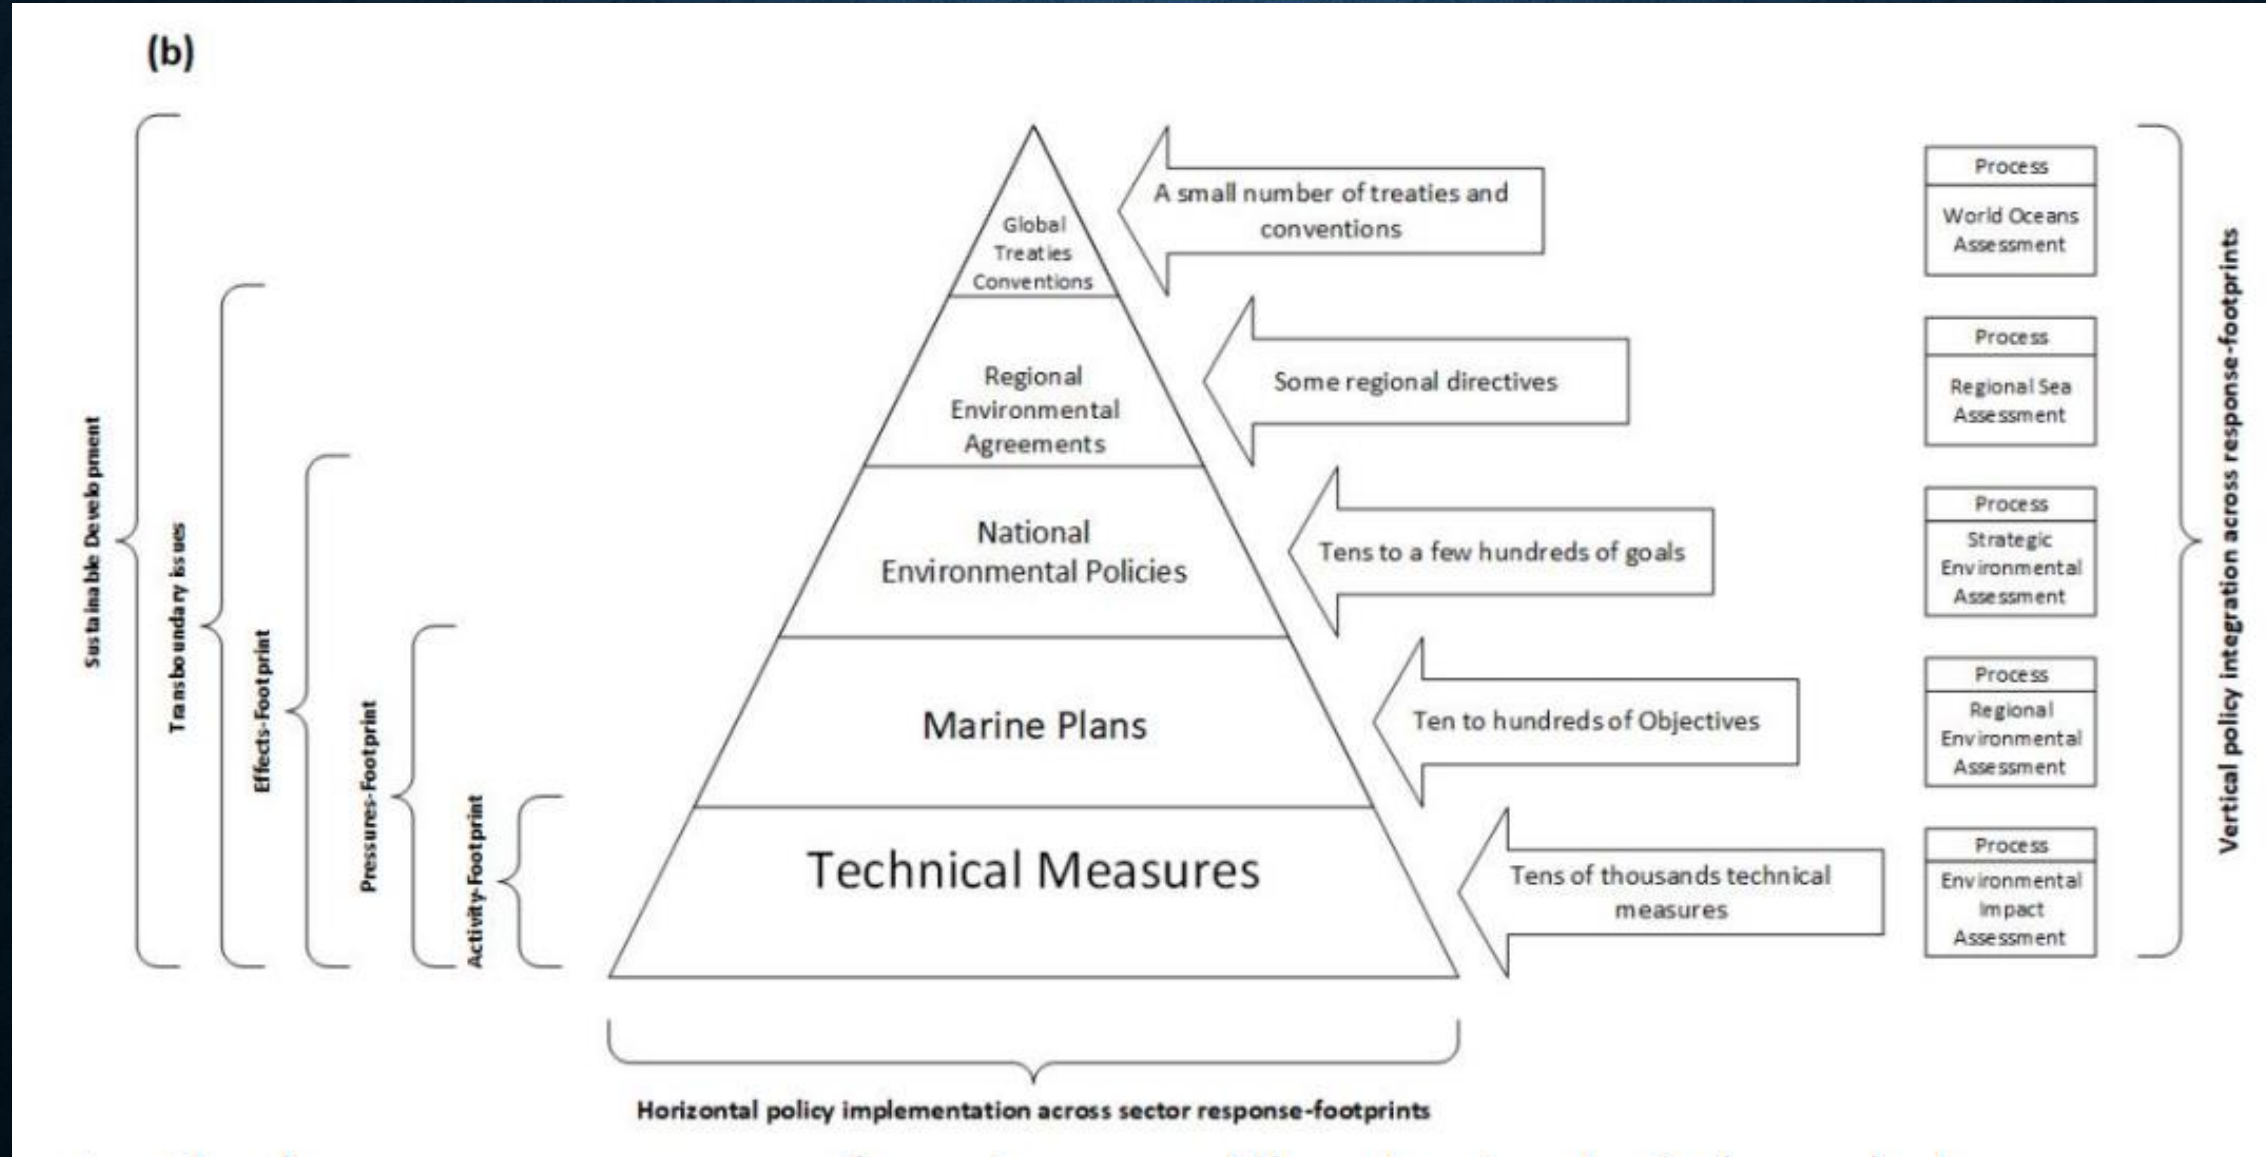 (b)
Global
Treaties
Conventions
A small number of treaties and
conventions
Process
World Oceans
Assessment
Regional
Environmental
Agreements
Some regional directives
Process
Regional Sea
Assessment
National
Environmental Policies
Tens to a few hundreds of goals
Process
Strategic
Environmental
Assessment
Marine Plans
Ten to hundreds of Objectives
Process
Regional
Environmental
Assessment
Technical Measures
Tens of thousands technical
measures
Process
Environmental
Impact
Assessment
Sustainable Development
Transboundary issues
Effects-Footprint
Pressures-Footprint
Activity-Footprint
Vertical policy integration across response-footprints
Horizontal policy implementation across sector response-footprints